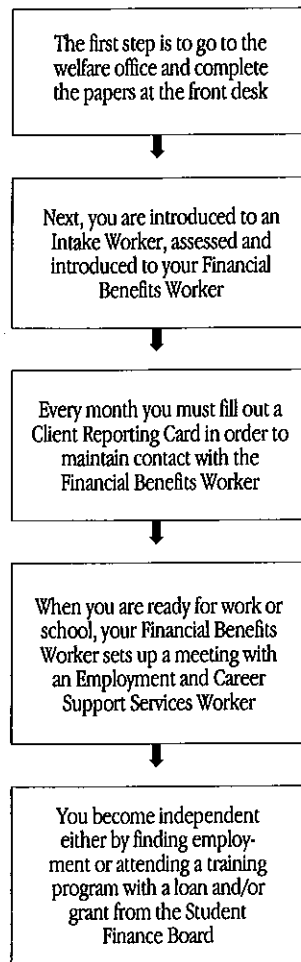 The first step is to go to the
welfare office and complete
the papers at the front desk
Next, you are introduced to an
Intake Worker, assessed and
introduced to your Financial
Benefits Worker
Every month you must fill out a
Client Reporting Card in order to
maintain contact with the
Financial Benefits Worker
When you are ready for work or
school, your Financial Benefits
Worker sets up a meeting with
an Employment and Career
Support Services Worker
You become independent
either by finding employ-
ment or attending a training
program with a loan and/or
grant from the Student
Finance Board